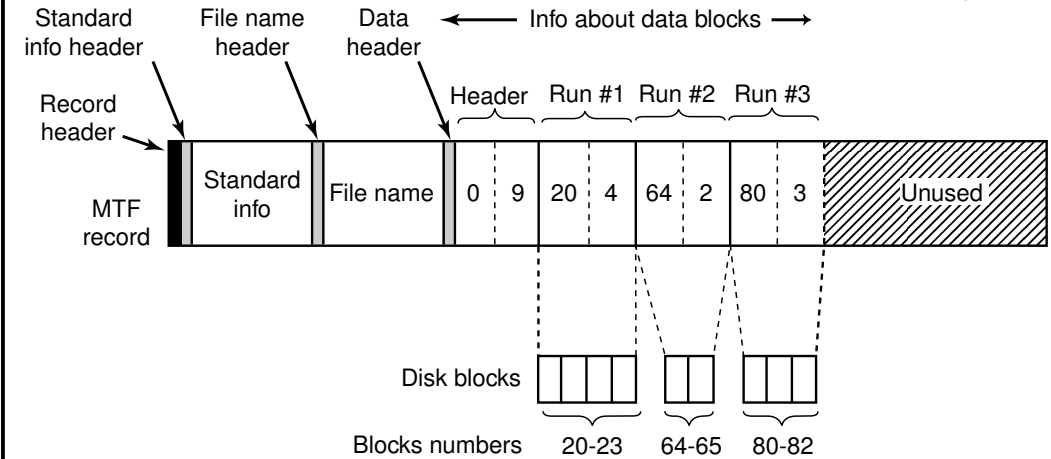 Standard
info header
File name
header
Data
header
Info about data blocks
Record
header
Header
Run #1
Run #2
Run #3
MTF
record
Standard
info
File name
0 9 20 4 64 2 80 3
Unused
Disk blocks
Blocks numbers
20-23
64-65
80-82